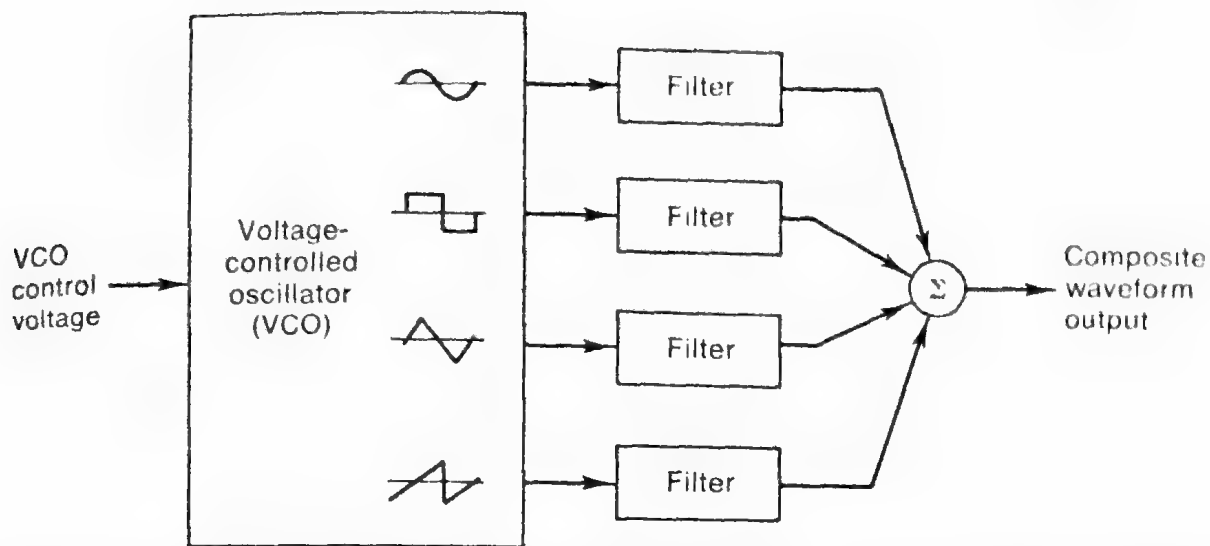 VCO
control
voltage
Voltage-
controlled
oscillator
(VCO)
Filter
Filter
Filter
Filter
Σ
Composite
waveform
output